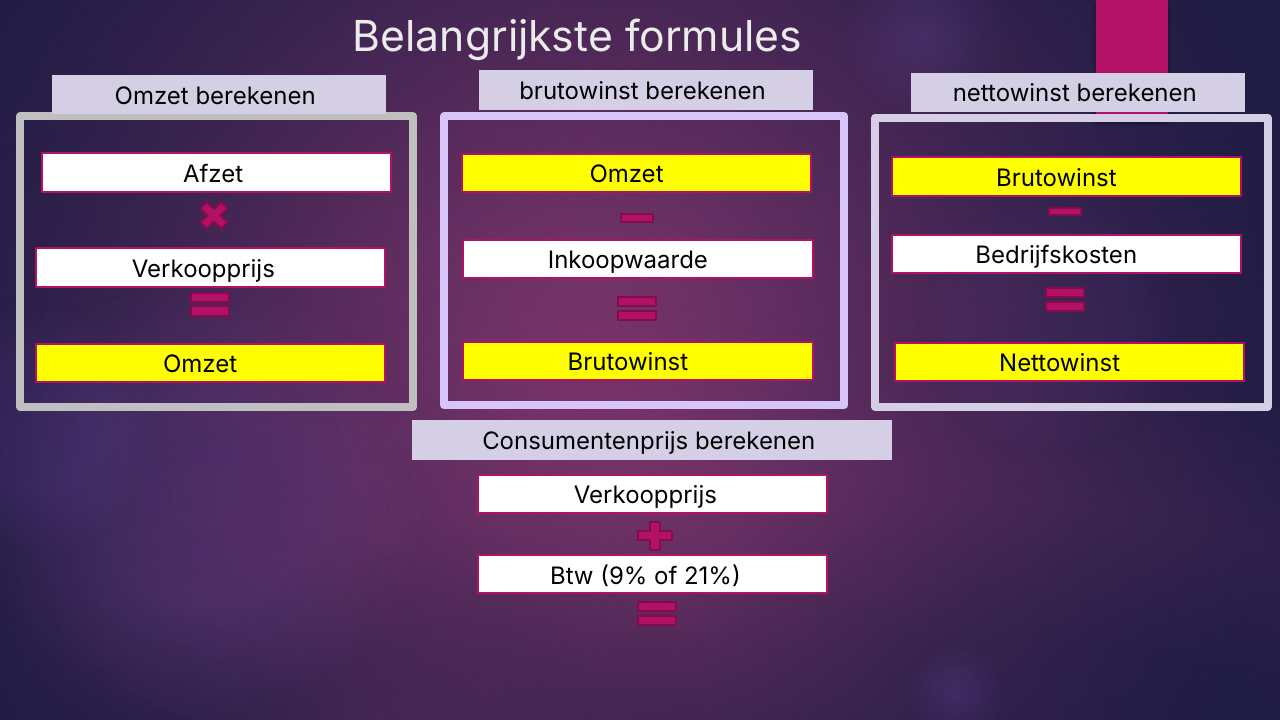 Belangrijkste formules
Omzet berekenen
Afzet
Verkoopprijs
Omzet
brutowinst berekenen
Omzet
Inkoopwaarde
Brutowinst
nettowinst berekenen
Brutowinst
Bedrijfskosten
Nettowinst
Consumentenprijs berekenen
Verkoopprijs
Btw (9% of 21%)